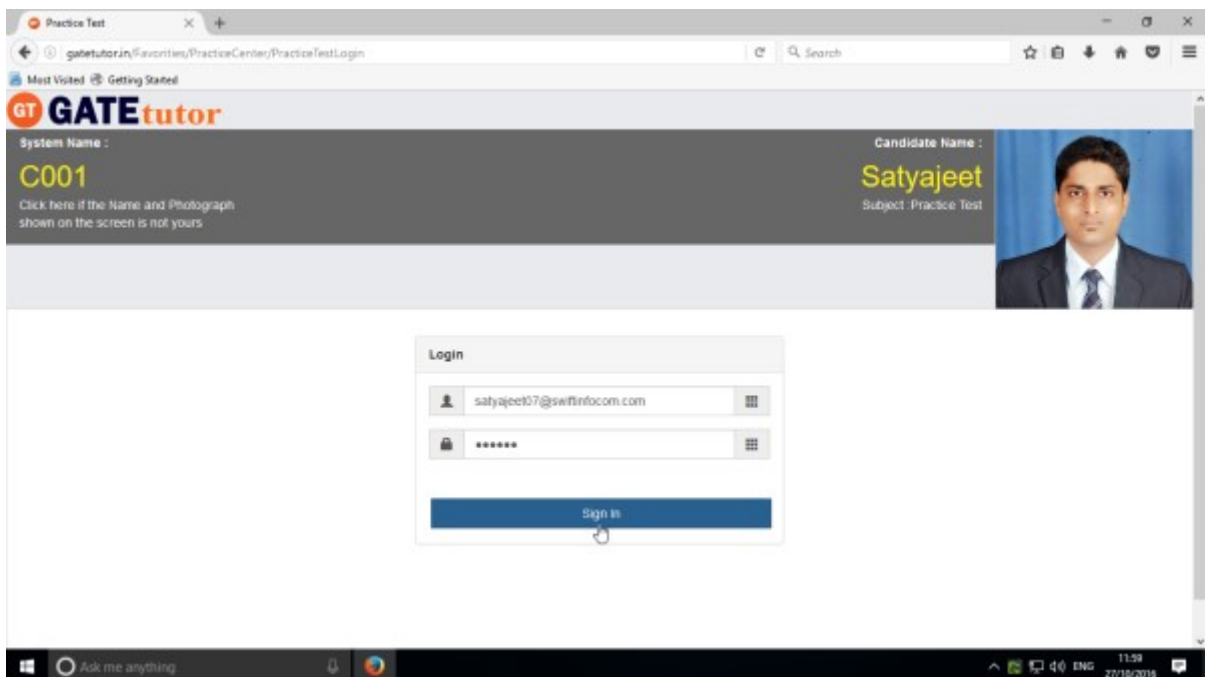 Practice Test
gatetutor.in/Favorities/PracticeCenter/PracticeTestLogin
Search
Most Visited Getting Started
GT GATEtutor
System Name :
C001
Click here if the Name and Photograph
shown on the screen is not yours
Candidate Name :
Satyajeet
Subject :Practice Test
Login
satyajeet07@swiftinfocom.com
Sign In
Ask me anything
ENG
11:59
27/10/2016